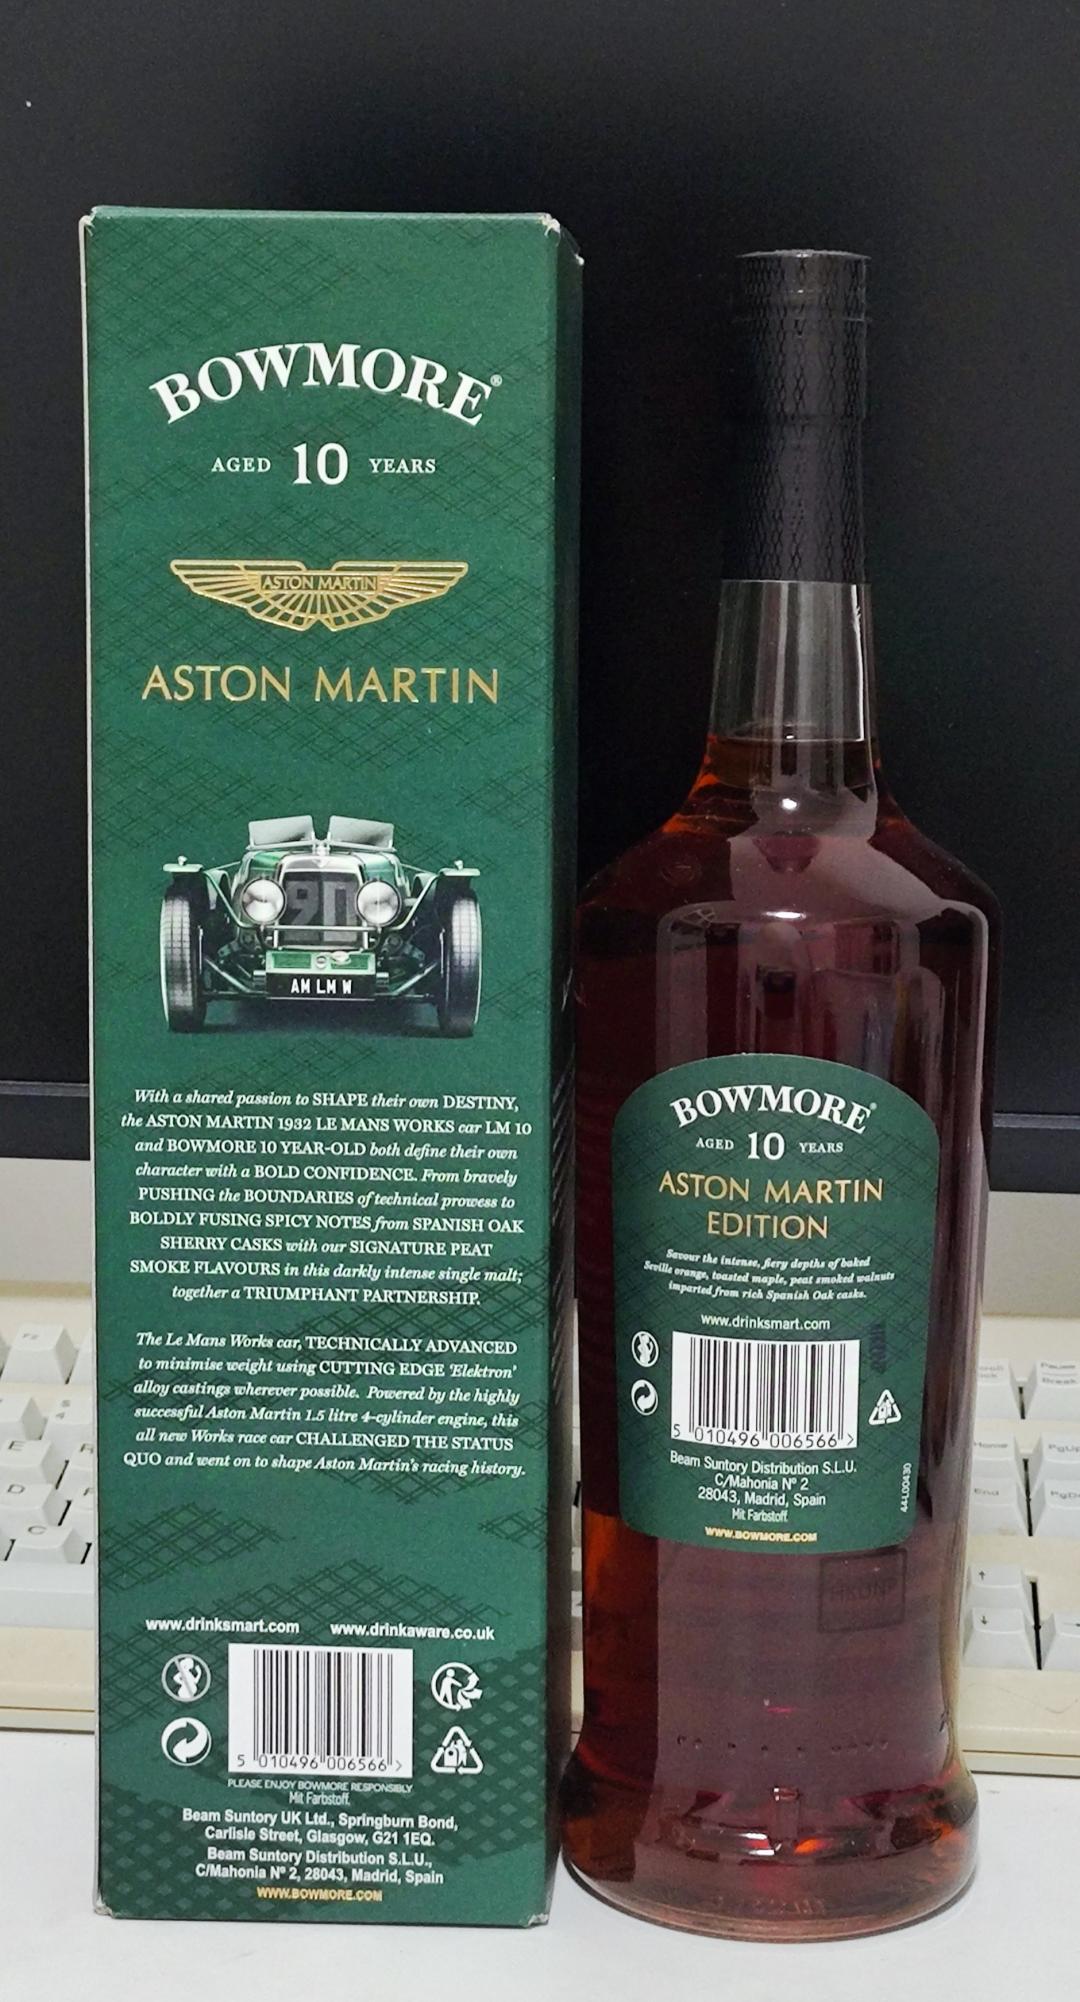 BOWMORE®
AGED 10 YEARS
ASTON MARTIN
ASTON MARTIN
90
AM LM W
With a shared passion to SHAPE their own DESTINY,
the ASTON MARTIN 1932 LE MANS WORKS car LM 10
and BOWMORE 10 YEAR-OLD both define their own
character with a BOLD CONFIDENCE. From bravely
PUSHING the BOUNDARIES of technical prowess to
BOLDLY FUSING SPICY NOTES from SPANISH OAK
SHERRY CASKS with our SIGNATURE PEAT
SMOKE FLAVOURS in this darkly intense single malt;
together a TRIUMPHANT PARTNERSHIP.
The Le Mans Works car, TECHNICALLY ADVANCED
to minimise weight using CUTTING EDGE 'Elektron'
alloy castings wherever possible. Powered by the highly
successful Aston Martin 1.5 litre 4-cylinder engine, this
all new Works race car CHALLENGED THE STATUS
QUO and went on to shape Aston Martin's racing history.
www.drinksmart.com www.drinkaware.co.uk
5 010496 006566 >
PLEASE ENJOY BOWMORE RESPONSIBLY
Mit Farbstoff.
Beam Suntory UK Ltd., Springburn Bond,
Carlisle Street, Glasgow, G21 1EQ.
Beam Suntory Distribution S.L.U.,
C/Mahonia Nº 2, 28043, Madrid, Spain
WWW.BOWMORE.COM
BOWMORE®
AGED 10 YEARS
ASTON MARTIN
EDITION
Savour the intense, fiery depths of baked
Seville orange, toasted maple, peat smoked walnuts
imported from rich Spanish Oak casks.
www.drinksmart.com
5 010496 006566 >
Beam Suntory Distribution S.L.U.
C/Mahonia Nº 2
28043, Madrid, Spain
Mit Farbstoff.
WWW.BOWMORE.COM
44-L00430
HKDNP
F2
E
D
C
Pause
Break
Home
PgUp
End